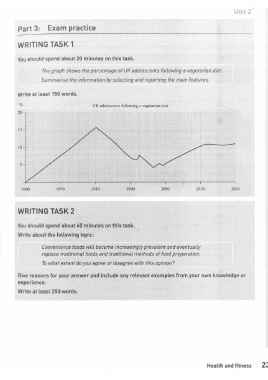 Unit 2
Part 3: Exam practice
WRITING TASK 1
You should spend about 20 minutes on this task.
The graph shows the percentage of UK adolescents following a vegetarian diet.
Summarise the information by selecting and reporting the main features.
Write at least 150 words.
%
UK adolescents following a vegetarian diet
20
15
10
5
1960 1970 1980 1990 2000 2010 2020
WRITING TASK 2
You should spend about 40 minutes on this task.
Write about the following topic:
Convenience foods will become increasingly prevalent and eventually
replace traditional foods and traditional methods of food preparation.
To what extent do you agree or disagree with this opinion?
Give reasons for your answer and include any relevant examples from your own knowledge or
experience.
Write at least 250 words.
Health and fitness 23